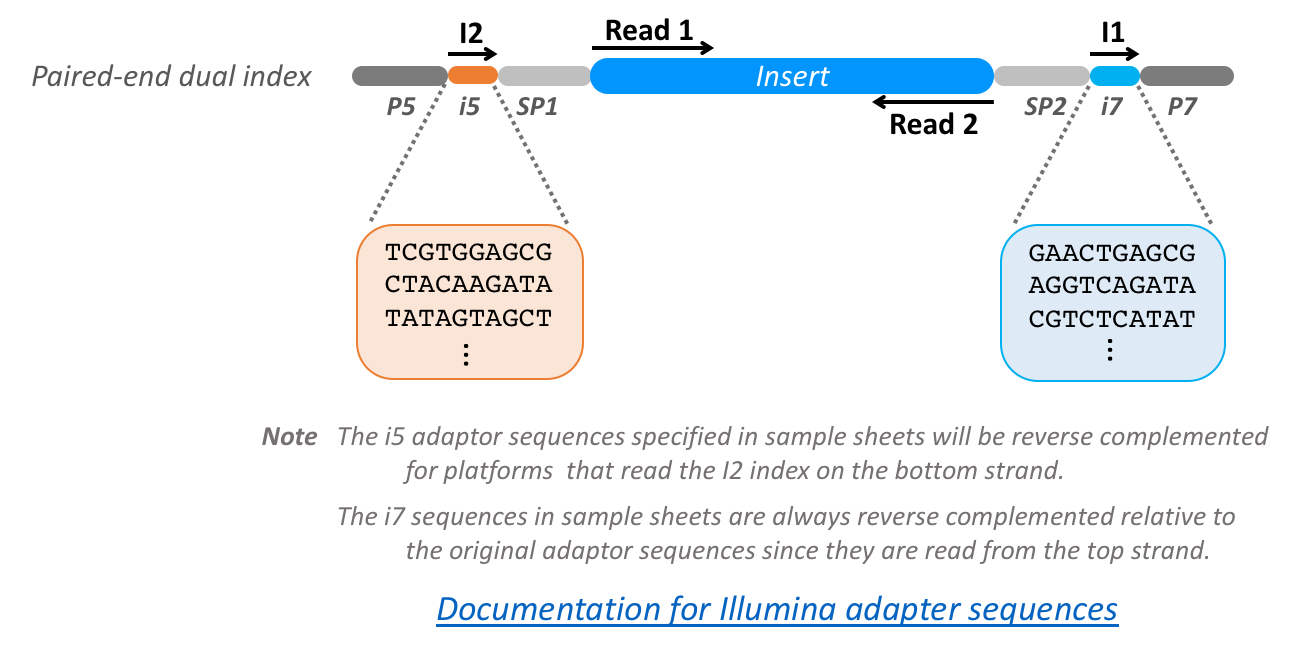 I2
Read 1
I1
Paired-end dual index
Insert
P5
i5
SP1
SP2
i7
P7
Read 2
TCGTGGAGCG
CTACAAGATA
TATAGTAGCT
⋮
GAACTGAGCG
AGGTCAGATA
CGTCTCATAT
⋮
Note The i5 adaptor sequences specified in sample sheets will be reverse complemented
for platforms that read the I2 index on the bottom strand.
The i7 sequences in sample sheets are always reverse complemented relative to
the original adaptor sequences since they are read from the top strand.
Documentation for Illumina adapter sequences